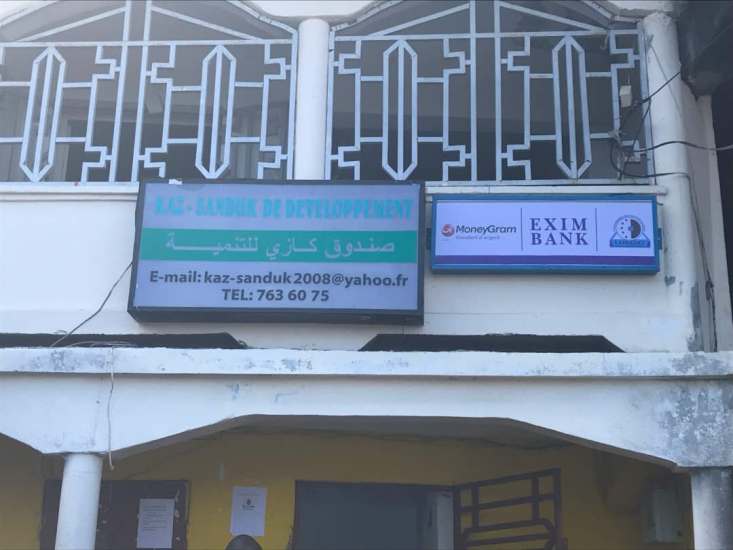 KAZ - SANDUK DE DEVELOPPEMENT
صندوق كازي للتنمية
E-mail: kaz-sanduk2008@yahoo.fr
TEL: 763 60 75
MoneyGram
EXIM
BANK